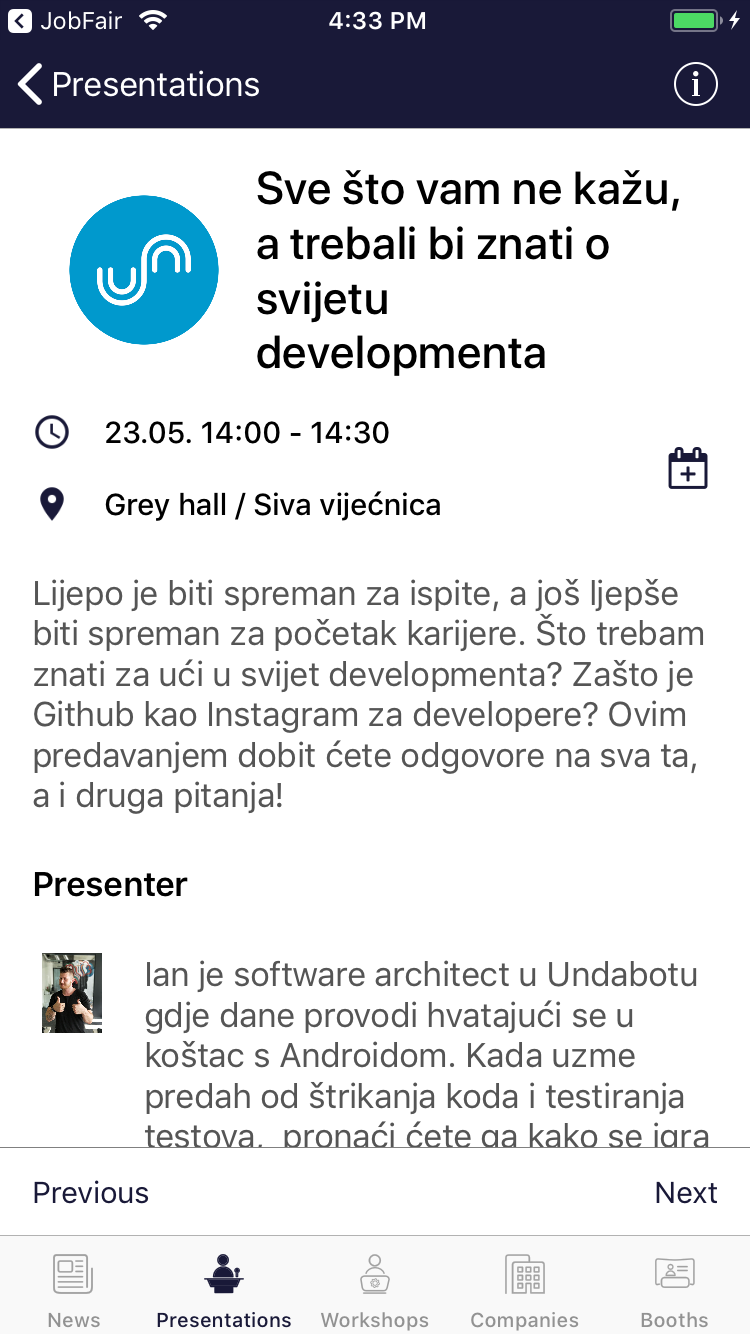 JobFair
4:33 PM
Presentations
i
Sve što vam ne kažu,
a trebali bi znati o
svijetu
developmenta
23.05. 14:00 - 14:30
Grey hall / Siva vijećnica
Lijepo je biti spreman za ispite, a još ljepše
biti spreman za početak karijere. Što trebam
znati za ući u svijet developmenta? Zašto je
Github kao Instagram za developere? Ovim
predavanjem dobit ćete odgovore na sva ta,
a i druga pitanja!
Presenter
Ian je software architect u Undabotu
gdje dane provodi hvatajući se u
koštac s Androidom. Kada uzme
predah od štrikanja koda i testiranja
testova, pronaći ćete ga kako se igra
Previous
Next
News
Presentations
Workshops
Companies
Booths